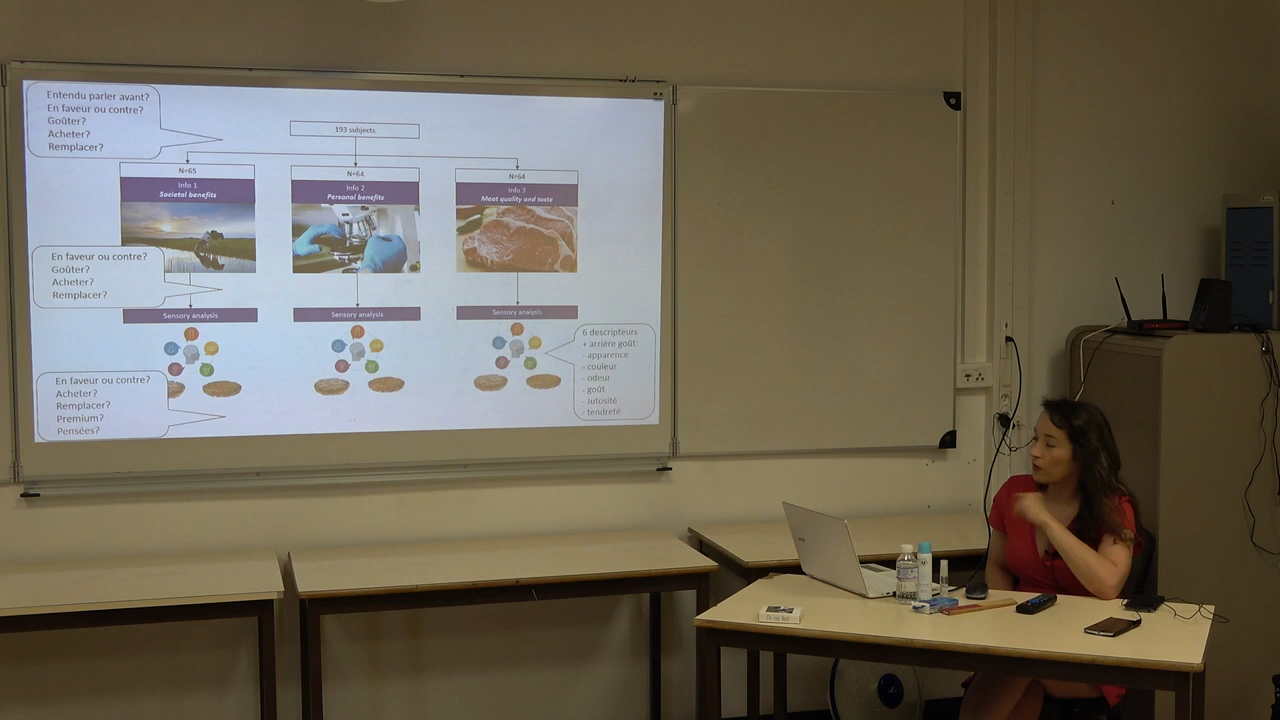 Entendu parler avant?
En faveur ou contre?
Goûter?
Acheter?
Remplacer?
193 subjects
N=65
Info 1
Societal benefits
N=64
Info 2
Personal benefits
N=64
Info 3
Meat quality and taste
En faveur ou contre?
Goûter?
Acheter?
Remplacer?
Sensory analysis
Sensory analysis
Sensory analysis
6 descripteurs
+ arrière goût:
- apparence
- couleur
- odeur
- goût
- Jutosité
- tendreté
En faveur ou contre?
Acheter?
Remplacer?
Premium?
Pensées?